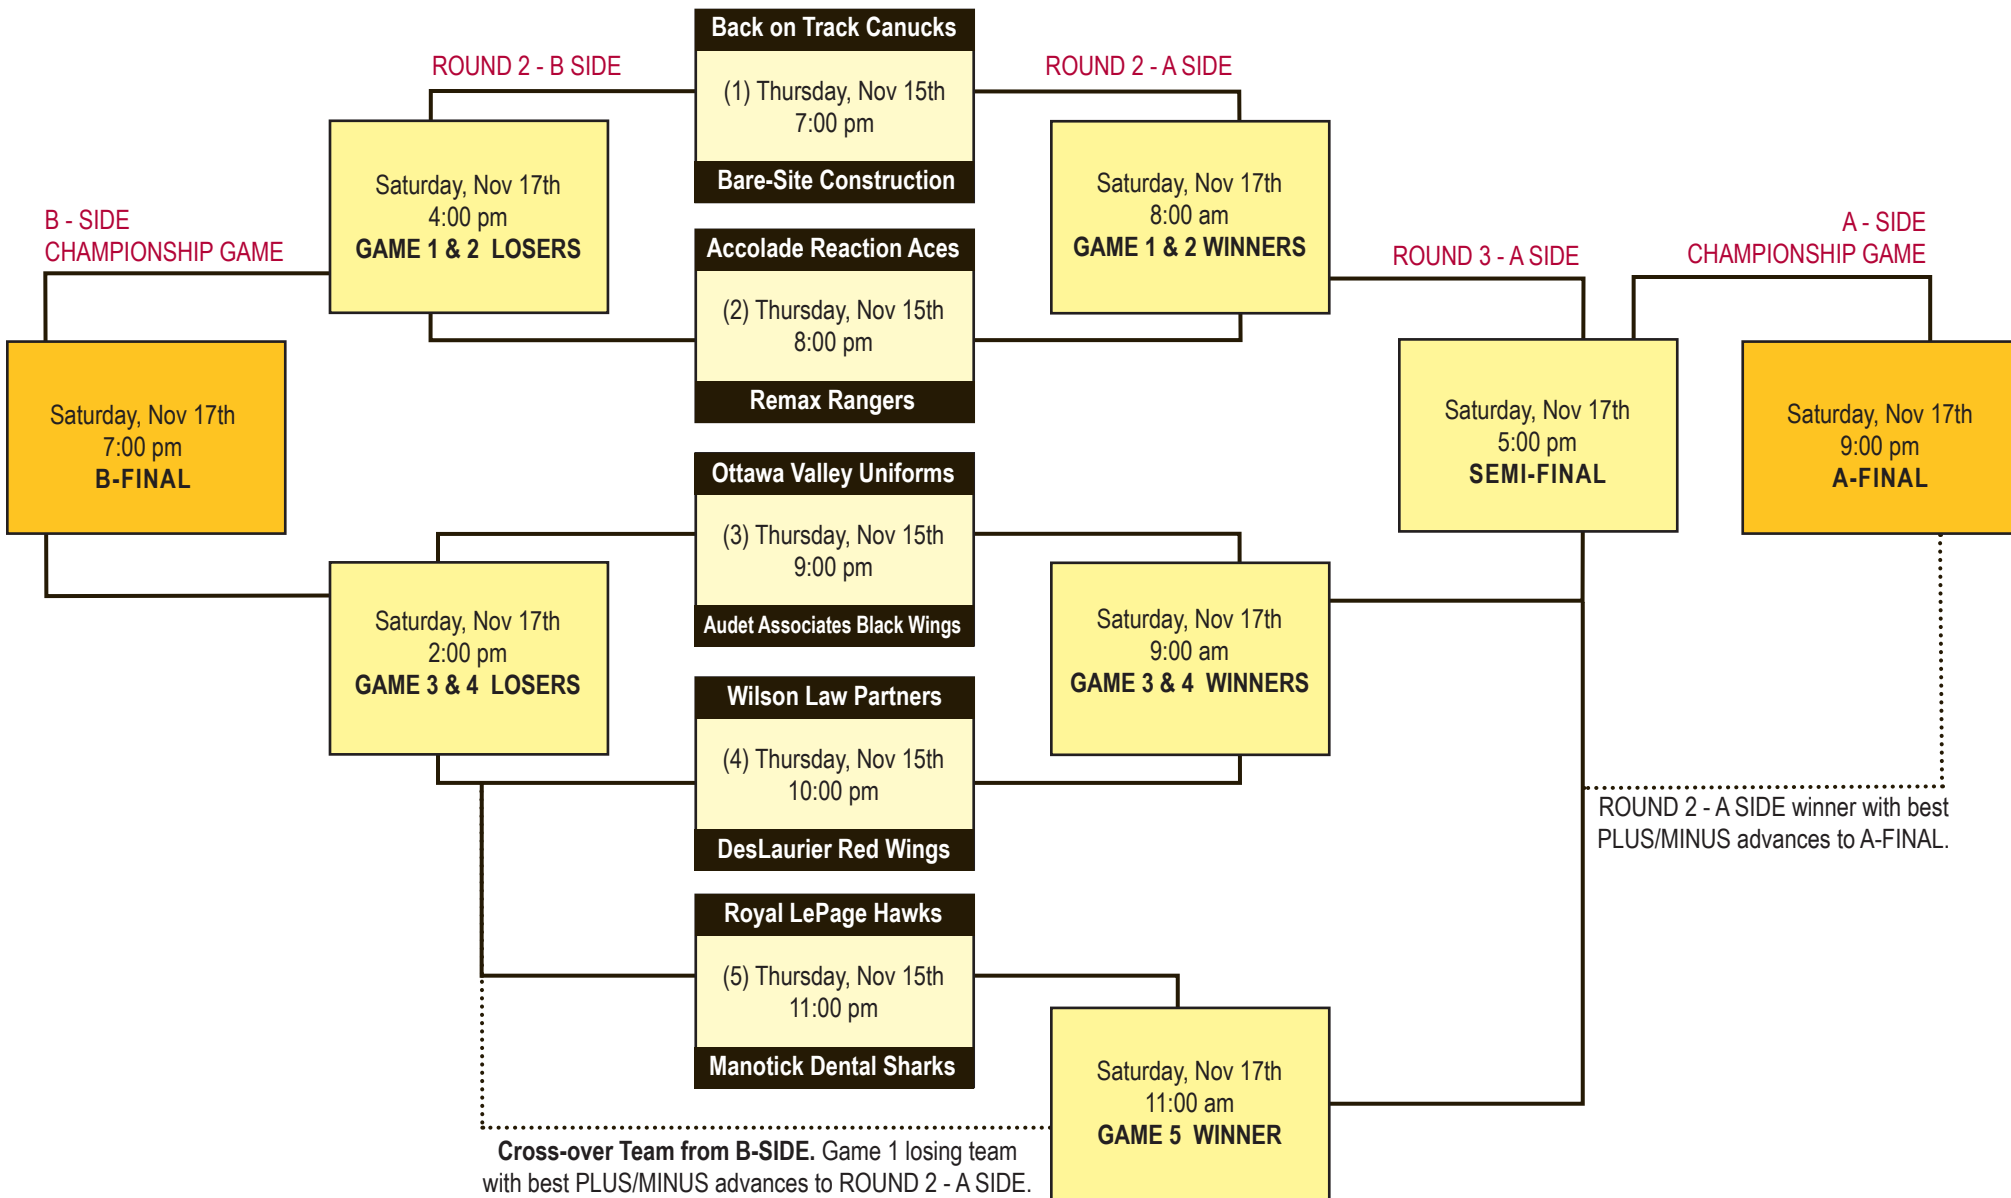 Back on Track Canucks
ROUND 2 - B SIDE
ROUND 2 - A SIDE
(1) Thursday, Nov 15th
7:00 pm
Bare-Site Construction
Saturday, Nov 17th
4:00 pm
GAME 1 & 2 LOSERS
Saturday, Nov 17th
8:00 am
GAME 1 & 2 WINNERS
B - SIDE
CHAMPIONSHIP GAME
Accolade Reaction Aces
(2) Thursday, Nov 15th
8:00 pm
Remax Rangers
ROUND 3 - A SIDE
A - SIDE
CHAMPIONSHIP GAME
Saturday, Nov 17th
7:00 pm
B-FINAL
Saturday, Nov 17th
5:00 pm
SEMI-FINAL
Saturday, Nov 17th
9:00 pm
A-FINAL
Ottawa Valley Uniforms
(3) Thursday, Nov 15th
9:00 pm
Audet Associates Black Wings
Saturday, Nov 17th
2:00 pm
GAME 3 & 4 LOSERS
Saturday, Nov 17th
9:00 am
GAME 3 & 4 WINNERS
Wilson Law Partners
(4) Thursday, Nov 15th
10:00 pm
DesLaurier Red Wings
ROUND 2 - A SIDE winner with best
PLUS/MINUS advances to A-FINAL.
Royal LePage Hawks
(5) Thursday, Nov 15th
11:00 pm
Manotick Dental Sharks
Saturday, Nov 17th
11:00 am
GAME 5 WINNER
Cross-over Team from B-SIDE. Game 1 losing team
with best PLUS/MINUS advances to ROUND 2 - A SIDE.